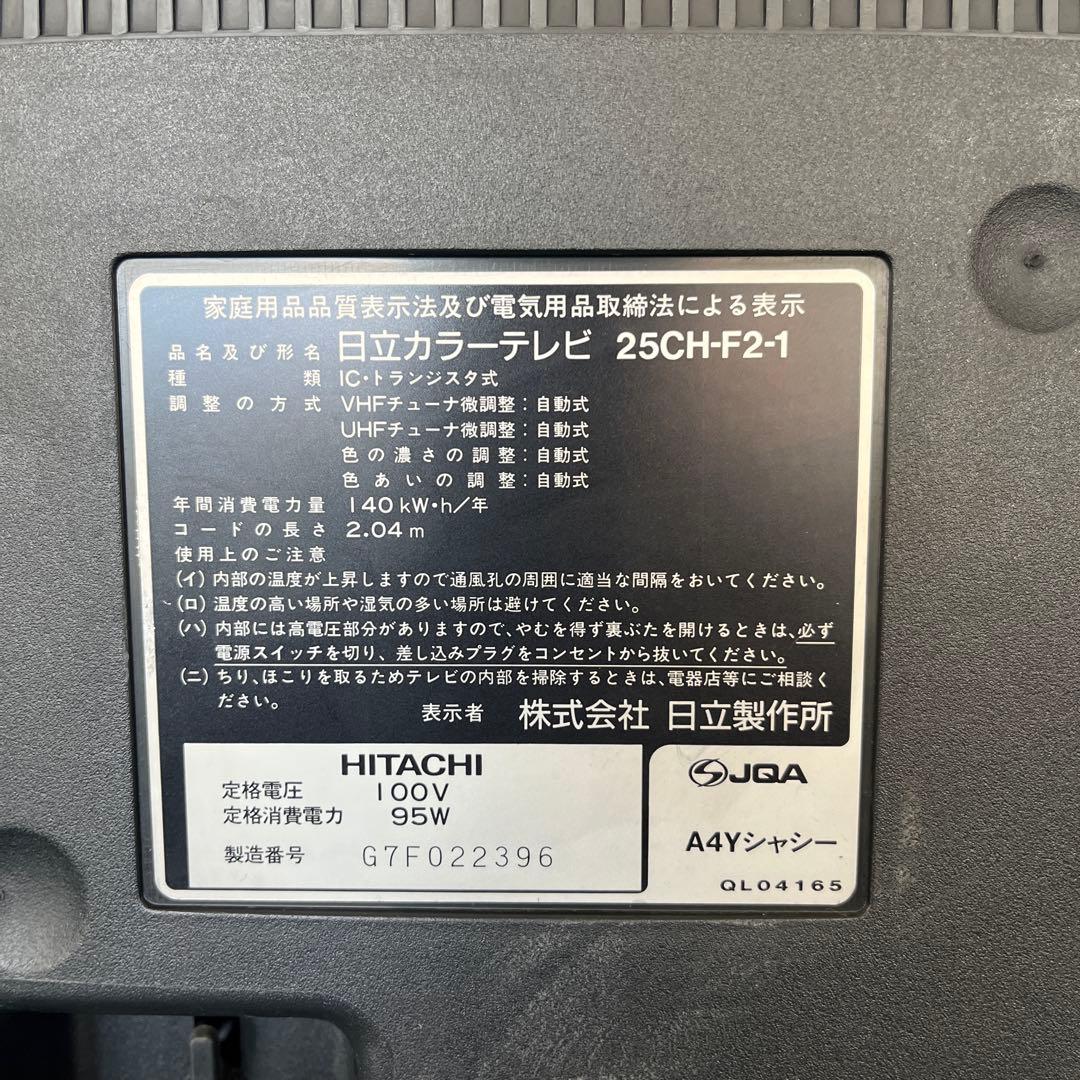 家庭用品品質表示法及び電気用品取締法による表示
品名及び形名 日立カラーテレビ 25CH-F2-1
種類 IC・トランジスタ式
調整の方式 VHFチューナ微調整：自動式
UHFチューナ微調整：自動式
色の濃さの調整：自動式
色あいの調整：自動式
年間消費電力量 140kW・h/年
コードの長さ 2.04m
使用上のご注意
(イ) 内部の温度が上昇しますので通風孔の周囲に適当な間隔をおいてください。
(ロ) 温度の高い場所や湿気の多い場所は避けてください。
(ハ) 内部には高電圧部分がありますので、やむを得ず裏ぶたを開けるときは、必ず
電源スイッチを切り、差し込みプラグをコンセントから抜いてください。
(ニ) ちり、ほこりを取るためテレビの内部を掃除するときは、電器店等にご相談く
ださい。
表示者 株式会社 日立製作所
HITACHI
定格電圧 100V
定格消費電力 95W
製造番号 G7F022396
JQA
A4Yシャシー
QL04165